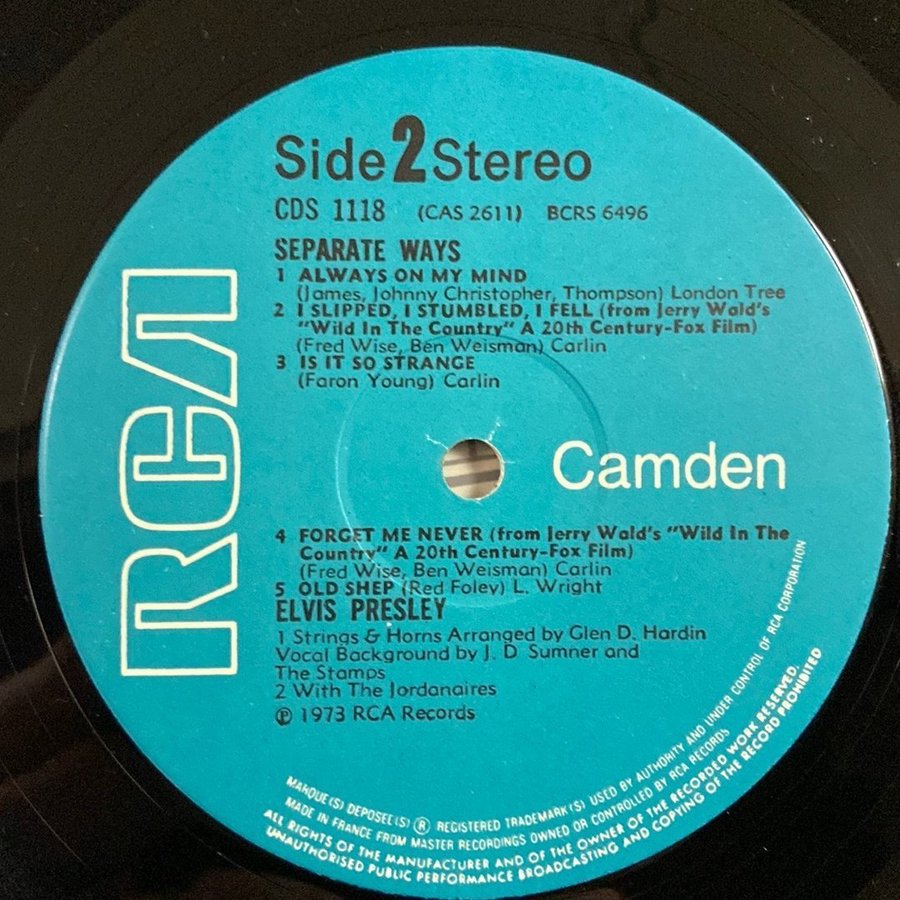 Side 2 Stereo
CDS 1118 (CAS 2611) BCRS 6496
SEPARATE WAYS
1 ALWAYS ON MY MIND
(James, Johnny Christopher, Thompson) London Tree
2 I SLIPPED, I STUMBLED, I FELL (from Jerry Wald's
"Wild In The Country" A 20th Century-Fox Film)
(Fred Wise, Ben Weisman) Carlin
3 IS IT SO STRANGE
(Faron Young) Carlin
RCA
Camden
4 FORGET ME NEVER (from Jerry Wald's "Wild In The
Country" A 20th Century-Fox Film)
(Fred Wise, Ben Weisman) Carlin
5 OLD SHEP (Red Foley) L. Wright
ELVIS PRESLEY
1 Strings & Horns Arranged by Glen D. Hardin
Vocal Background by J. D Sumner and
The Stamps
2 With The Jordanaires
℗ 1973 RCA Records
MARQUE(S) DEPOSEE(S) ® REGISTERED TRADEMARK(S) USED BY AUTHORITY AND UNDER CONTROL OF RCA CORPORATION
MADE IN FRANCE FROM MASTER RECORDINGS OWNED OR CONTROLLED BY RCA RECORDS
ALL RIGHTS OF THE MANUFACTURER AND OF THE OWNER OF THE RECORDED WORK RESERVED.
UNAUTHORISED PUBLIC PERFORMANCE BROADCASTING AND COPYING OF THE RECORD PROHIBITED